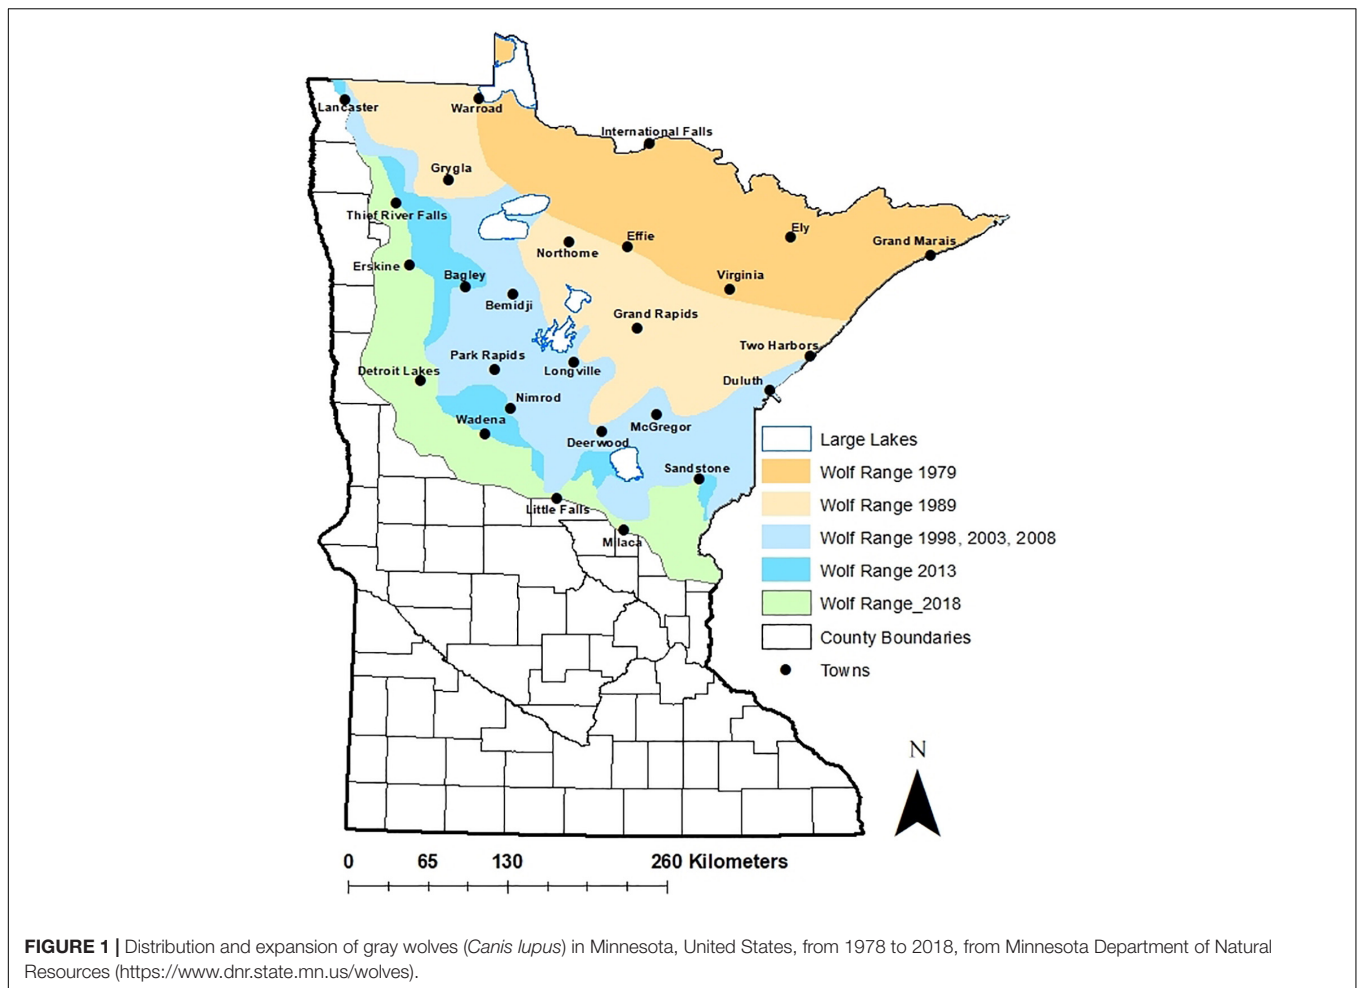 Lancaster
Warroad
International Falls
Grygla
Thief River Falls
Ely
Effie
Grand Marais
Northome
Erskine
Bagley
Virginia
Bemidji
Grand Rapids
Two Harbors
Park Rapids
Longville
Detroit Lakes
Duluth
Nimrod
Wadena
McGregor
Deerwood
Sandstone
Little Falls
Milaca
Large Lakes
Wolf Range 1979
Wolf Range 1989
Wolf Range 1998, 2003, 2008
Wolf Range 2013
Wolf Range_2018
County Boundaries
Towns
N
0 65 130 260 Kilometers
FIGURE 1 | Distribution and expansion of gray wolves (Canis lupus) in Minnesota, United States, from 1978 to 2018, from Minnesota Department of Natural
Resources (https://www.dnr.state.mn.us/wolves).